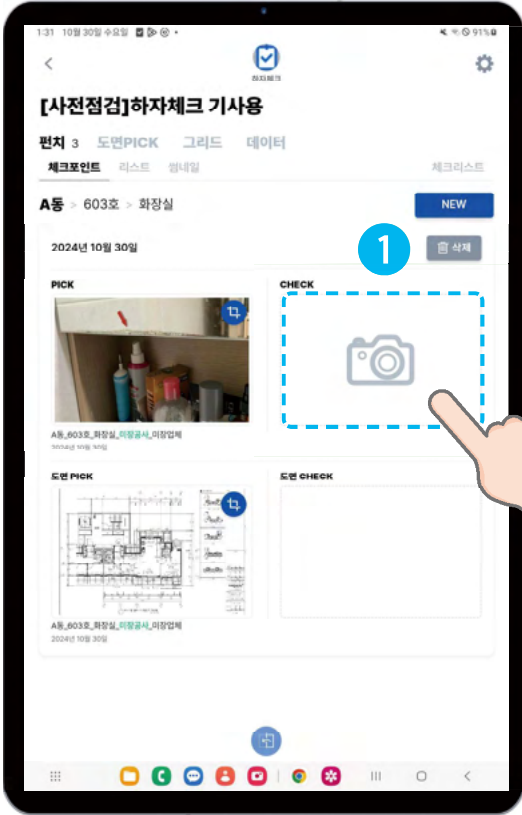 1:31 10월 30일 수요일
91%
하자체크
[사전점검]하자체크 기사용
펀치 3 도면PICK 그리드 데이터
체크포인트 리스트 썸네일 체크리스트
A동 > 603호 > 화장실 NEW
2024년 10월 30일 1 삭제
PICK CHECK
A동_603호_화장실_미장공사_미장업체
2024년 10월 30일
도면 PICK 도면 CHECK
A동_603호_화장실_미장공사_미장업체
2024년 10월 30일